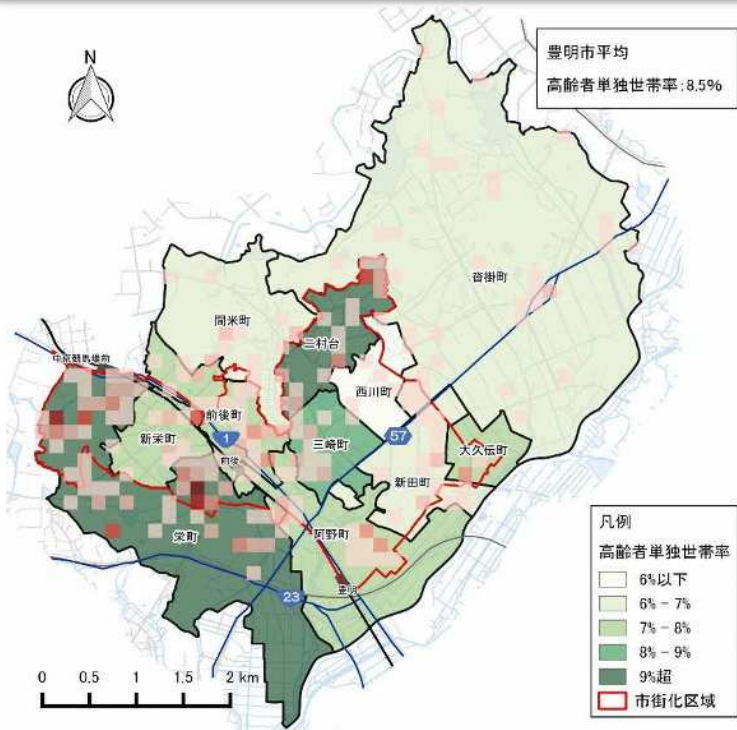 豊明市平均
高齢者単独世帯率:8.5%
N
沓掛町
間米町
二村台
中京競馬場前
西川町
前後町
大久伝町
新栄町
1
三崎町
57
前後
新田町
阿野町
栄町
豊明
23
0 0.5 1 2 km
凡例
高齢者単独世帯率
6%以下
6% - 7%
7% - 8%
8% - 9%
9%超
市街化区域